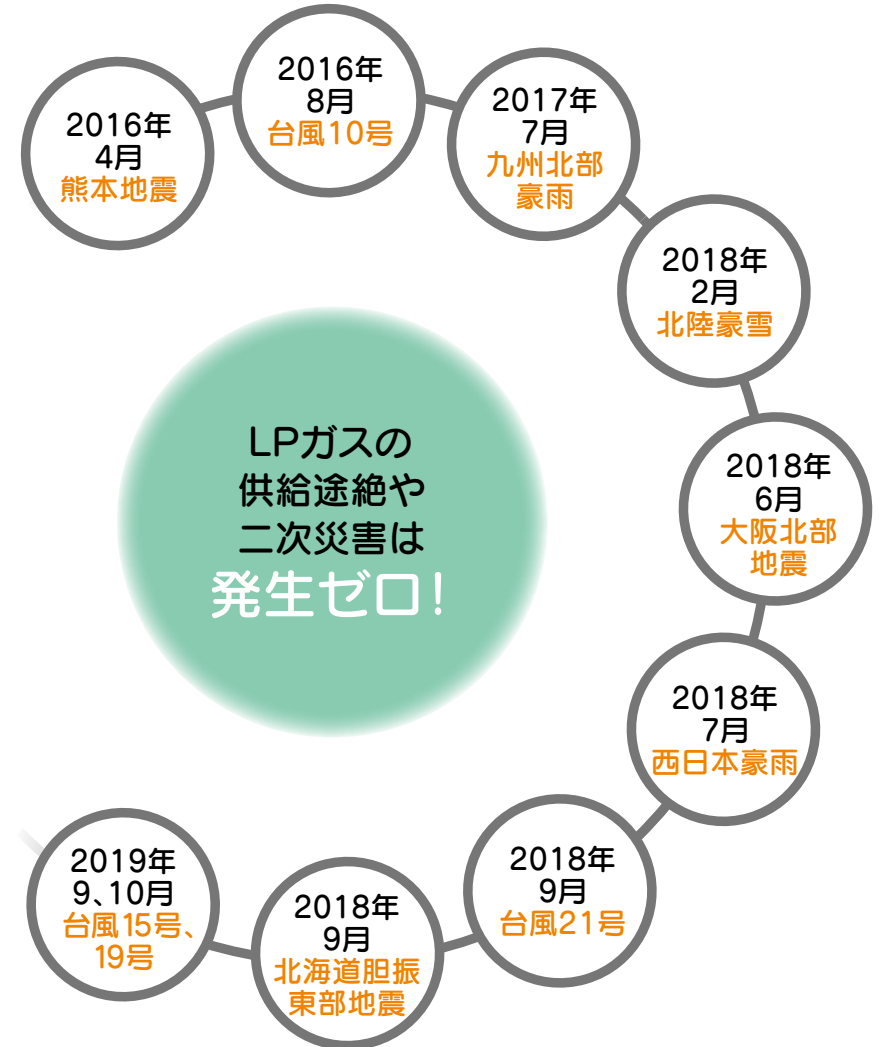 2016年
4月
熊本地震
2016年
8月
台風10号
2017年
7月
九州北部
豪雨
2018年
2月
北陸豪雪
2018年
6月
大阪北部
地震
2018年
7月
西日本豪雨
2018年
9月
台風21号
2018年
9月
北海道胆振
東部地震
2019年
9、10月
台風15号、
19号
LPガスの
供給途絶や
二次災害は
発生ゼロ!